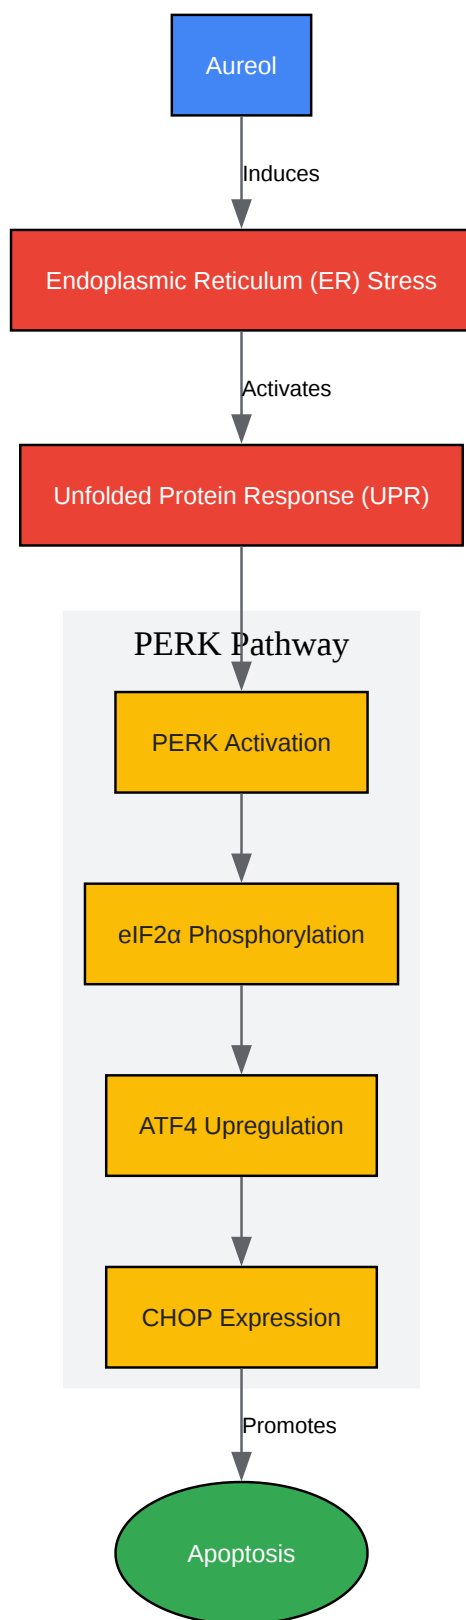 Aureol
Induces
Endoplasmic Reticulum (ER) Stress
Activates
Unfolded Protein Response (UPR)
PERK Pathway
PERK Activation
eIF2α Phosphorylation
ATF4 Upregulation
CHOP Expression
Promotes
Apoptosis